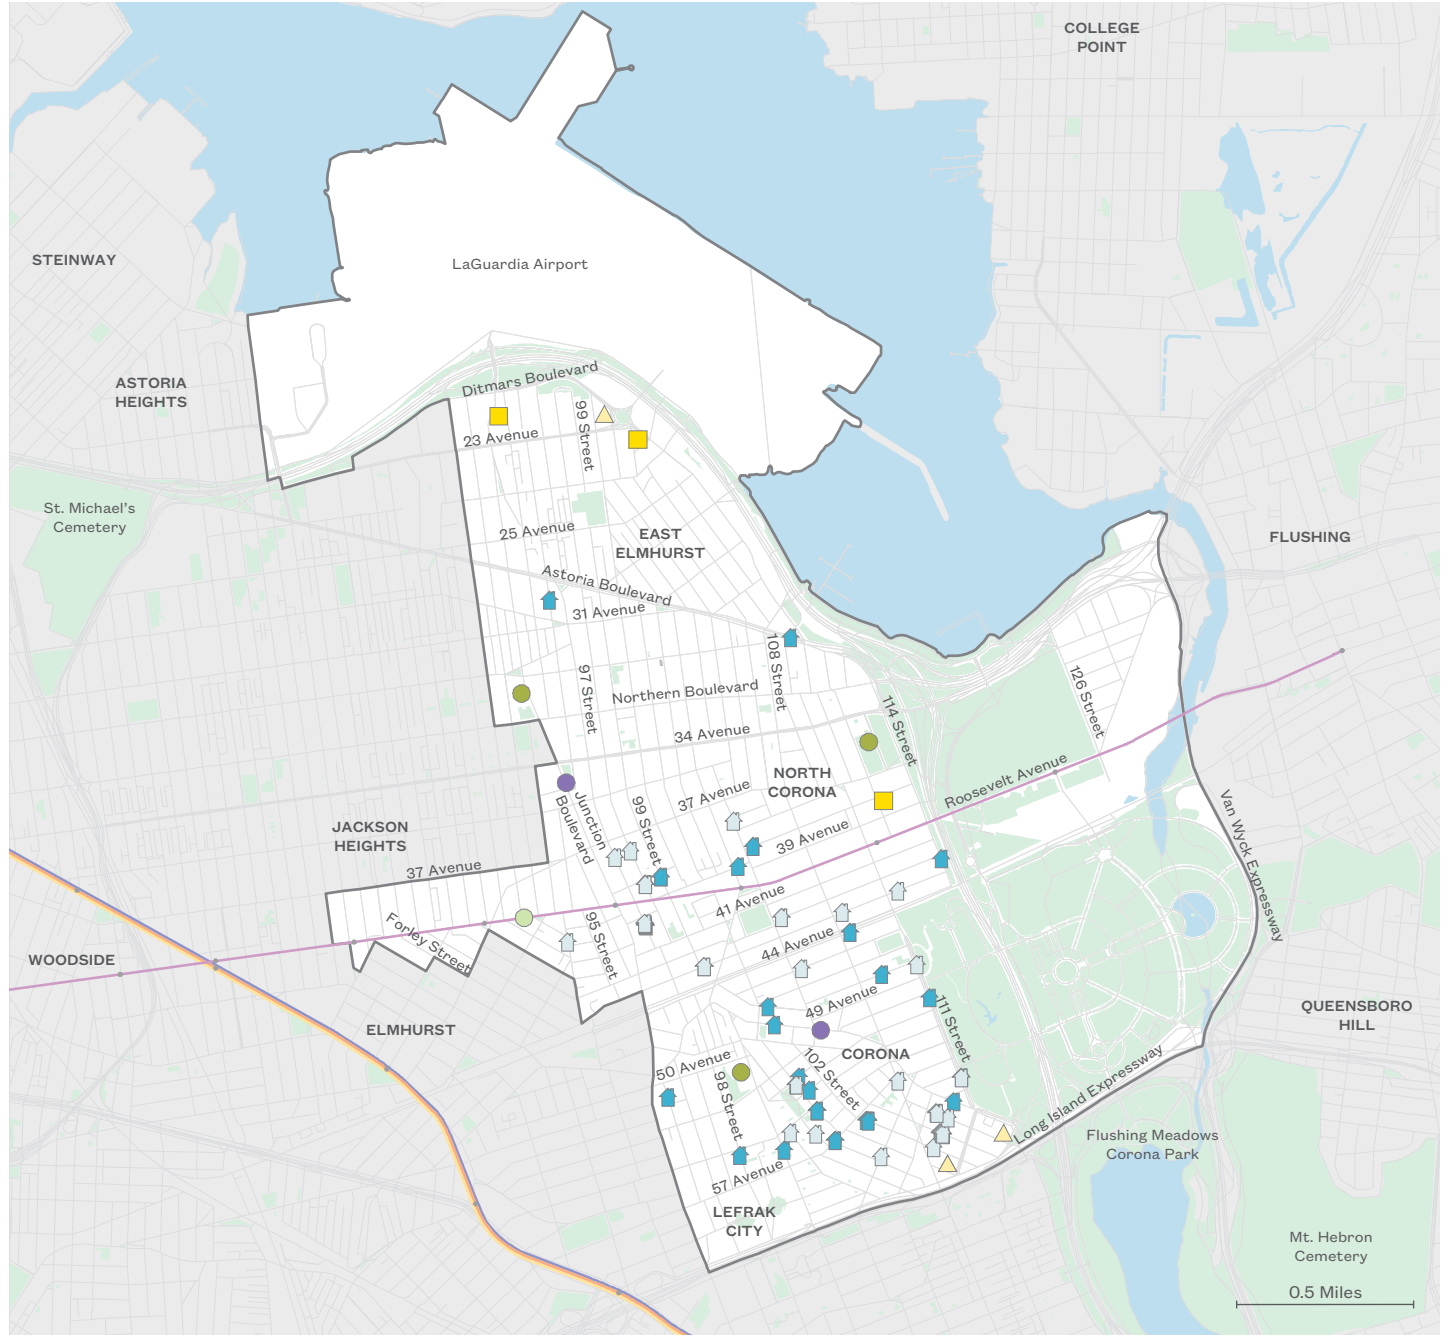 COLLEGE
POINT
STEINWAY
LaGuardia Airport
ASTORIA
HEIGHTS
Ditmars Boulevard
99 Street
23 Avenue
St. Michael's
Cemetery
25 Avenue
EAST
ELMHURST
FLUSHING
Astoria Boulevard
31 Avenue
108 Street
97 Street
Northern Boulevard
126 Street
114 Street
34 Avenue
NORTH
CORONA
Roosevelt Avenue
37 Avenue
Junction
Boulevard
99 Street
39 Avenue
Van Wyck Expressway
JACKSON
HEIGHTS
37 Avenue
41 Avenue
Forley Street
95 Street
44 Avenue
WOODSIDE
49 Avenue
111 Street
ELMHURST
QUEENSBORO
HILL
CORONA
50 Avenue
102 Street
98 Street
Long Island Expressway
Flushing Meadows
Corona Park
57 Avenue
LEFRAK
CITY
Mt. Hebron
Cemetery
0.5 Miles